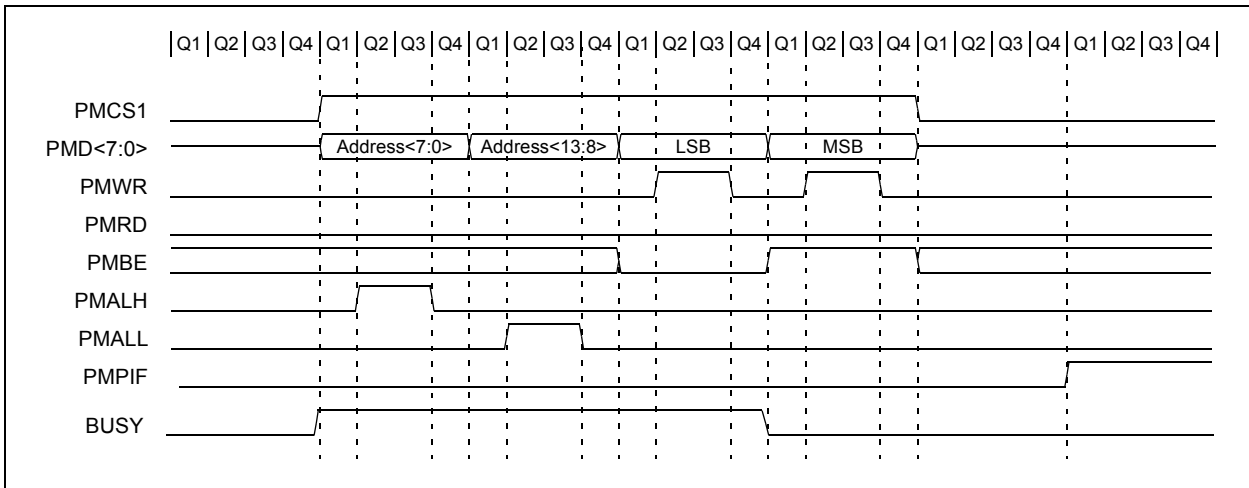 Q1 Q2 Q3 Q4 Q1 Q2 Q3 Q4 Q1 Q2 Q3 Q4 Q1 Q2 Q3 Q4 Q1 Q2 Q3 Q4 Q1 Q2 Q3 Q4 Q1 Q2 Q3 Q4
PMCS1
PMD<7:0> Address<7:0> Address<13:8> LSB MSB
PMWR
PMRD
PMBE
PMALH
PMALL
PMPIF
BUSY